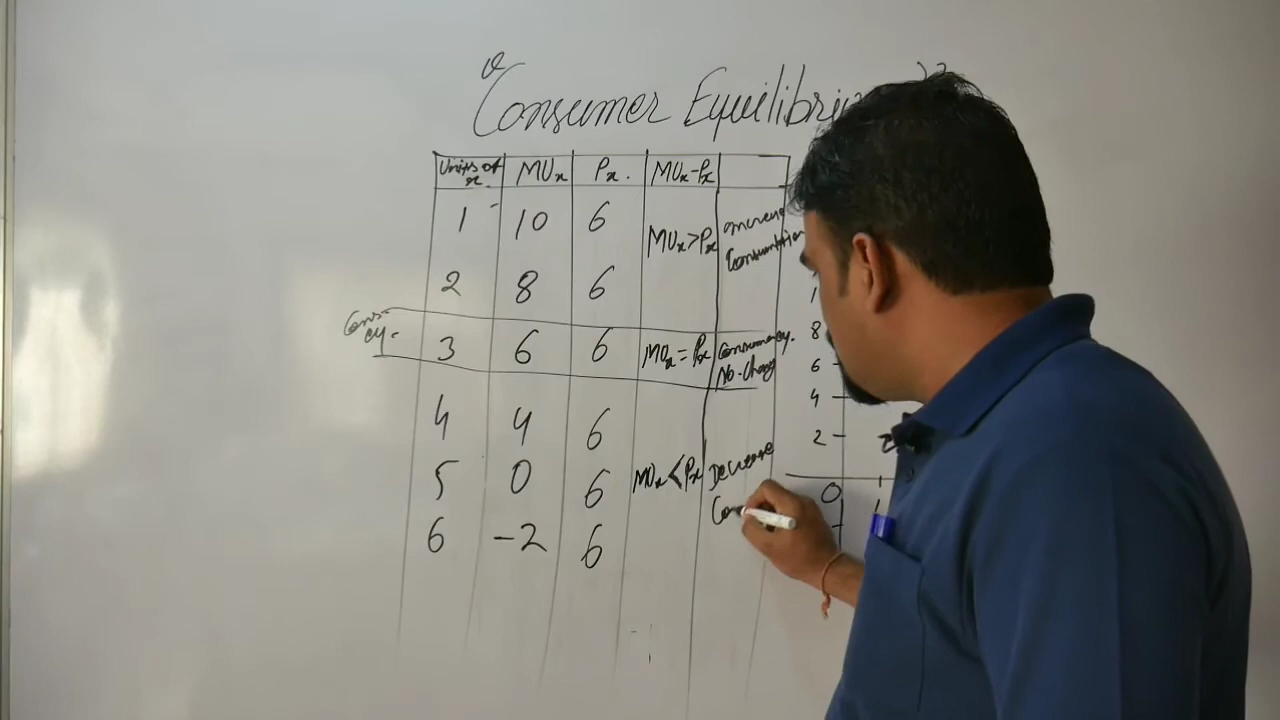 Consumer Equilibri
Units of x. MUx Px. MUx-Px
1 10 6 MUx>Px Increase
Consumption
2 8 6
Cons. eq. 3 6 6 MUx = Px Consumer eq.
No. Chang
4 4 6
5 0 6 MUx < Px Decrease
Con
6 -2 6
8
6
4
2
0